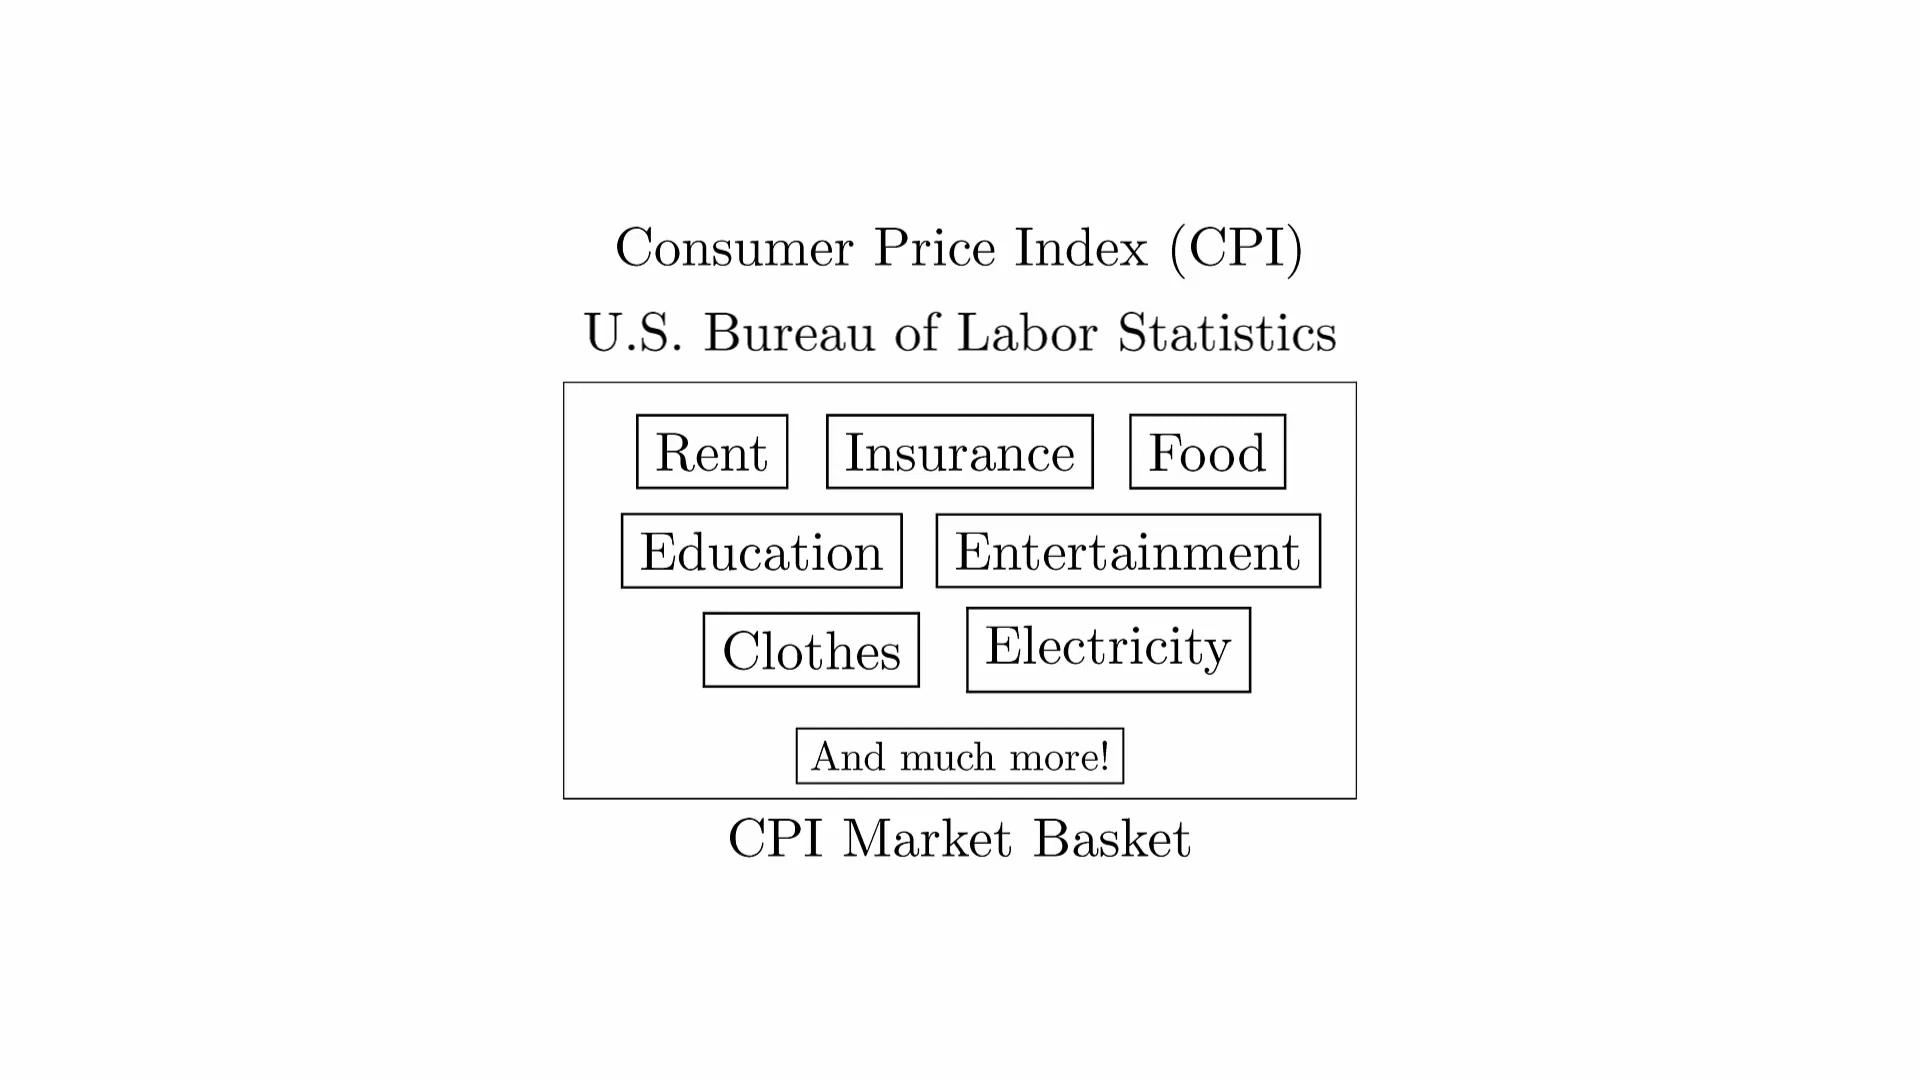 Consumer Price Index (CPI)
U.S. Bureau of Labor Statistics
Rent Insurance Food
Education Entertainment
Clothes Electricity
And much more!
CPI Market Basket